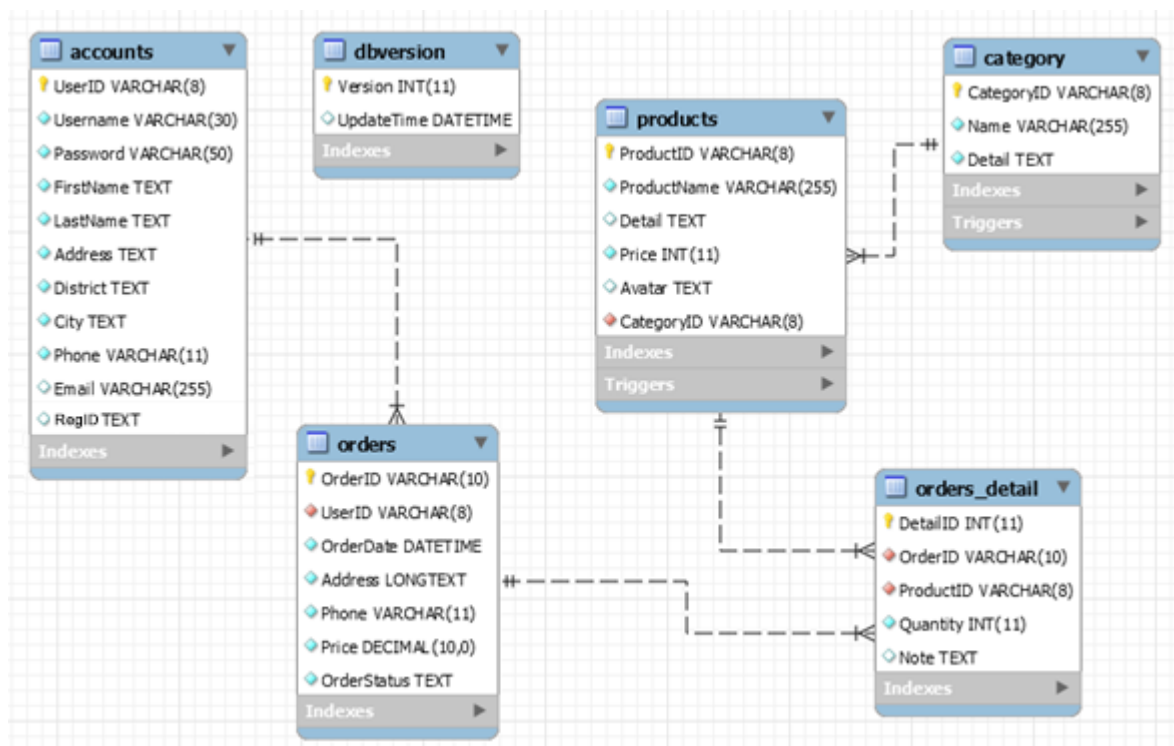 accounts
UserID VARCHAR(8)
Username VARCHAR(30)
Password VARCHAR(50)
FirstName TEXT
LastName TEXT
Address TEXT
District TEXT
City TEXT
Phone VARCHAR(11)
Email VARCHAR(255)
RegID TEXT
Indexes
dbversion
Version INT(11)
UpdateTime DATETIME
Indexes
products
ProductID VARCHAR(8)
ProductName VARCHAR(255)
Detail TEXT
Price INT(11)
Avatar TEXT
CategoryID VARCHAR(8)
Indexes
Triggers
category
CategoryID VARCHAR(8)
Name VARCHAR(255)
Detail TEXT
Indexes
Triggers
orders
OrderID VARCHAR(10)
UserID VARCHAR(8)
OrderDate DATETIME
Address LONGTEXT
Phone VARCHAR(11)
Price DECIMAL(10,0)
OrderStatus TEXT
Indexes
orders_detail
DetailID INT(11)
OrderID VARCHAR(10)
ProductID VARCHAR(8)
Quantity INT(11)
Note TEXT
Indexes